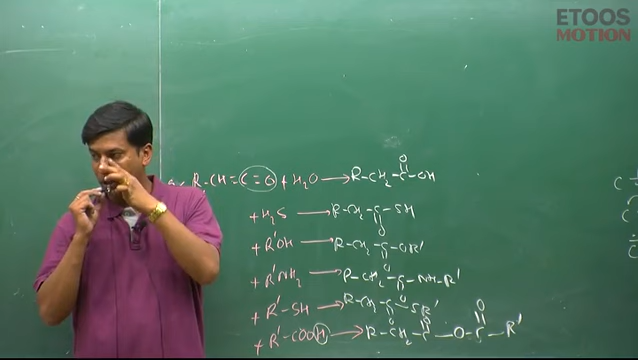 ETOOS
MOTION
R-CH=C=O + H₂O → R-CH₂-C(=O)-OH
+ H₂S → R-CH₂-C(=O)-SH
+ R'OH → R-CH₂-C(=O)-OR'
+ R'NH₂ → R-CH₂-C(=O)-NH-R'
+ R'-SH → R-CH₂-C(=O)-SR'
+ R'-COOH → R-CH₂-C(=O)-O-C(=O)-R'